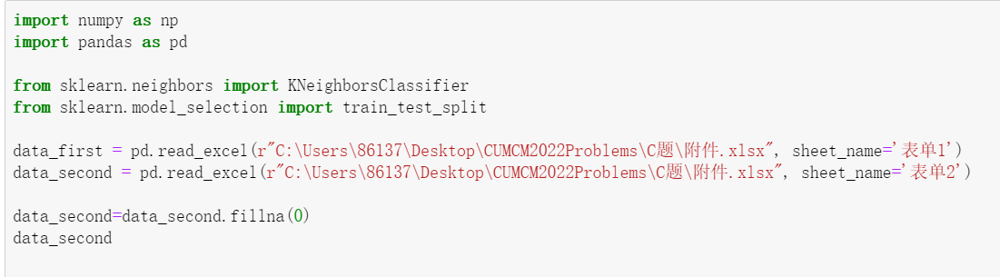 import numpy as np
import pandas as pd
from sklearn.neighbors import KNeighborsClassifier
from sklearn.model_selection import train_test_split
data_first = pd.read_excel(r"C:\Users\86137\Desktop\CUMCM2022Problems\C题\附件.xlsx", sheet_name='表单1')
data_second = pd.read_excel(r"C:\Users\86137\Desktop\CUMCM2022Problems\C题\附件.xlsx", sheet_name='表单2')
data_second=data_second.fillna(0)
data_second